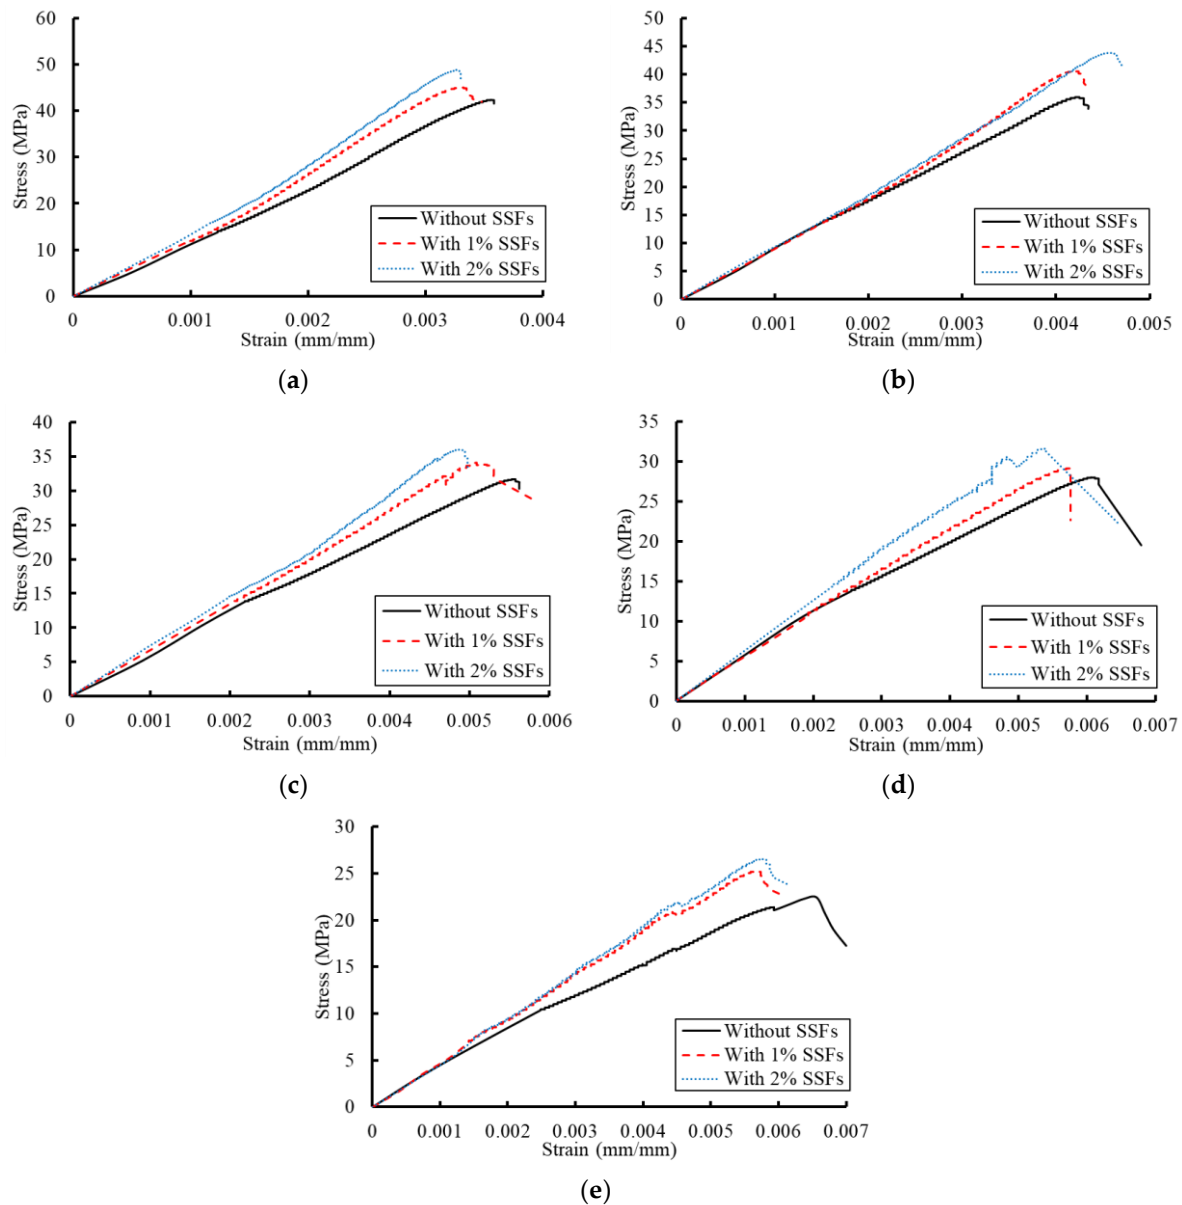 60
50
40
30
20
10
0
Stress (MPa)
Without SSFs
With 1% SSFs
With 2% SSFs
0 0.001 0.002 0.003 0.004
Strain (mm/mm)
(a)
50
45
40
35
30
25
20
15
10
5
0
Stress (MPa)
Without SSFs
With 1% SSFs
With 2% SSFs
0 0.001 0.002 0.003 0.004 0.005
Strain (mm/mm)
(b)
40
35
30
25
20
15
10
5
0
Stress (MPa)
Without SSFs
With 1% SSFs
With 2% SSFs
0 0.001 0.002 0.003 0.004 0.005 0.006
Strain (mm/mm)
(c)
35
30
25
20
15
10
5
0
Stress (MPa)
Without SSFs
With 1% SSFs
With 2% SSFs
0 0.001 0.002 0.003 0.004 0.005 0.006 0.007
Strain (mm/mm)
(d)
30
25
20
15
10
5
0
Stress (MPa)
Without SSFs
With 1% SSFs
With 2% SSFs
0 0.001 0.002 0.003 0.004 0.005 0.006 0.007
Strain (mm/mm)
(e)